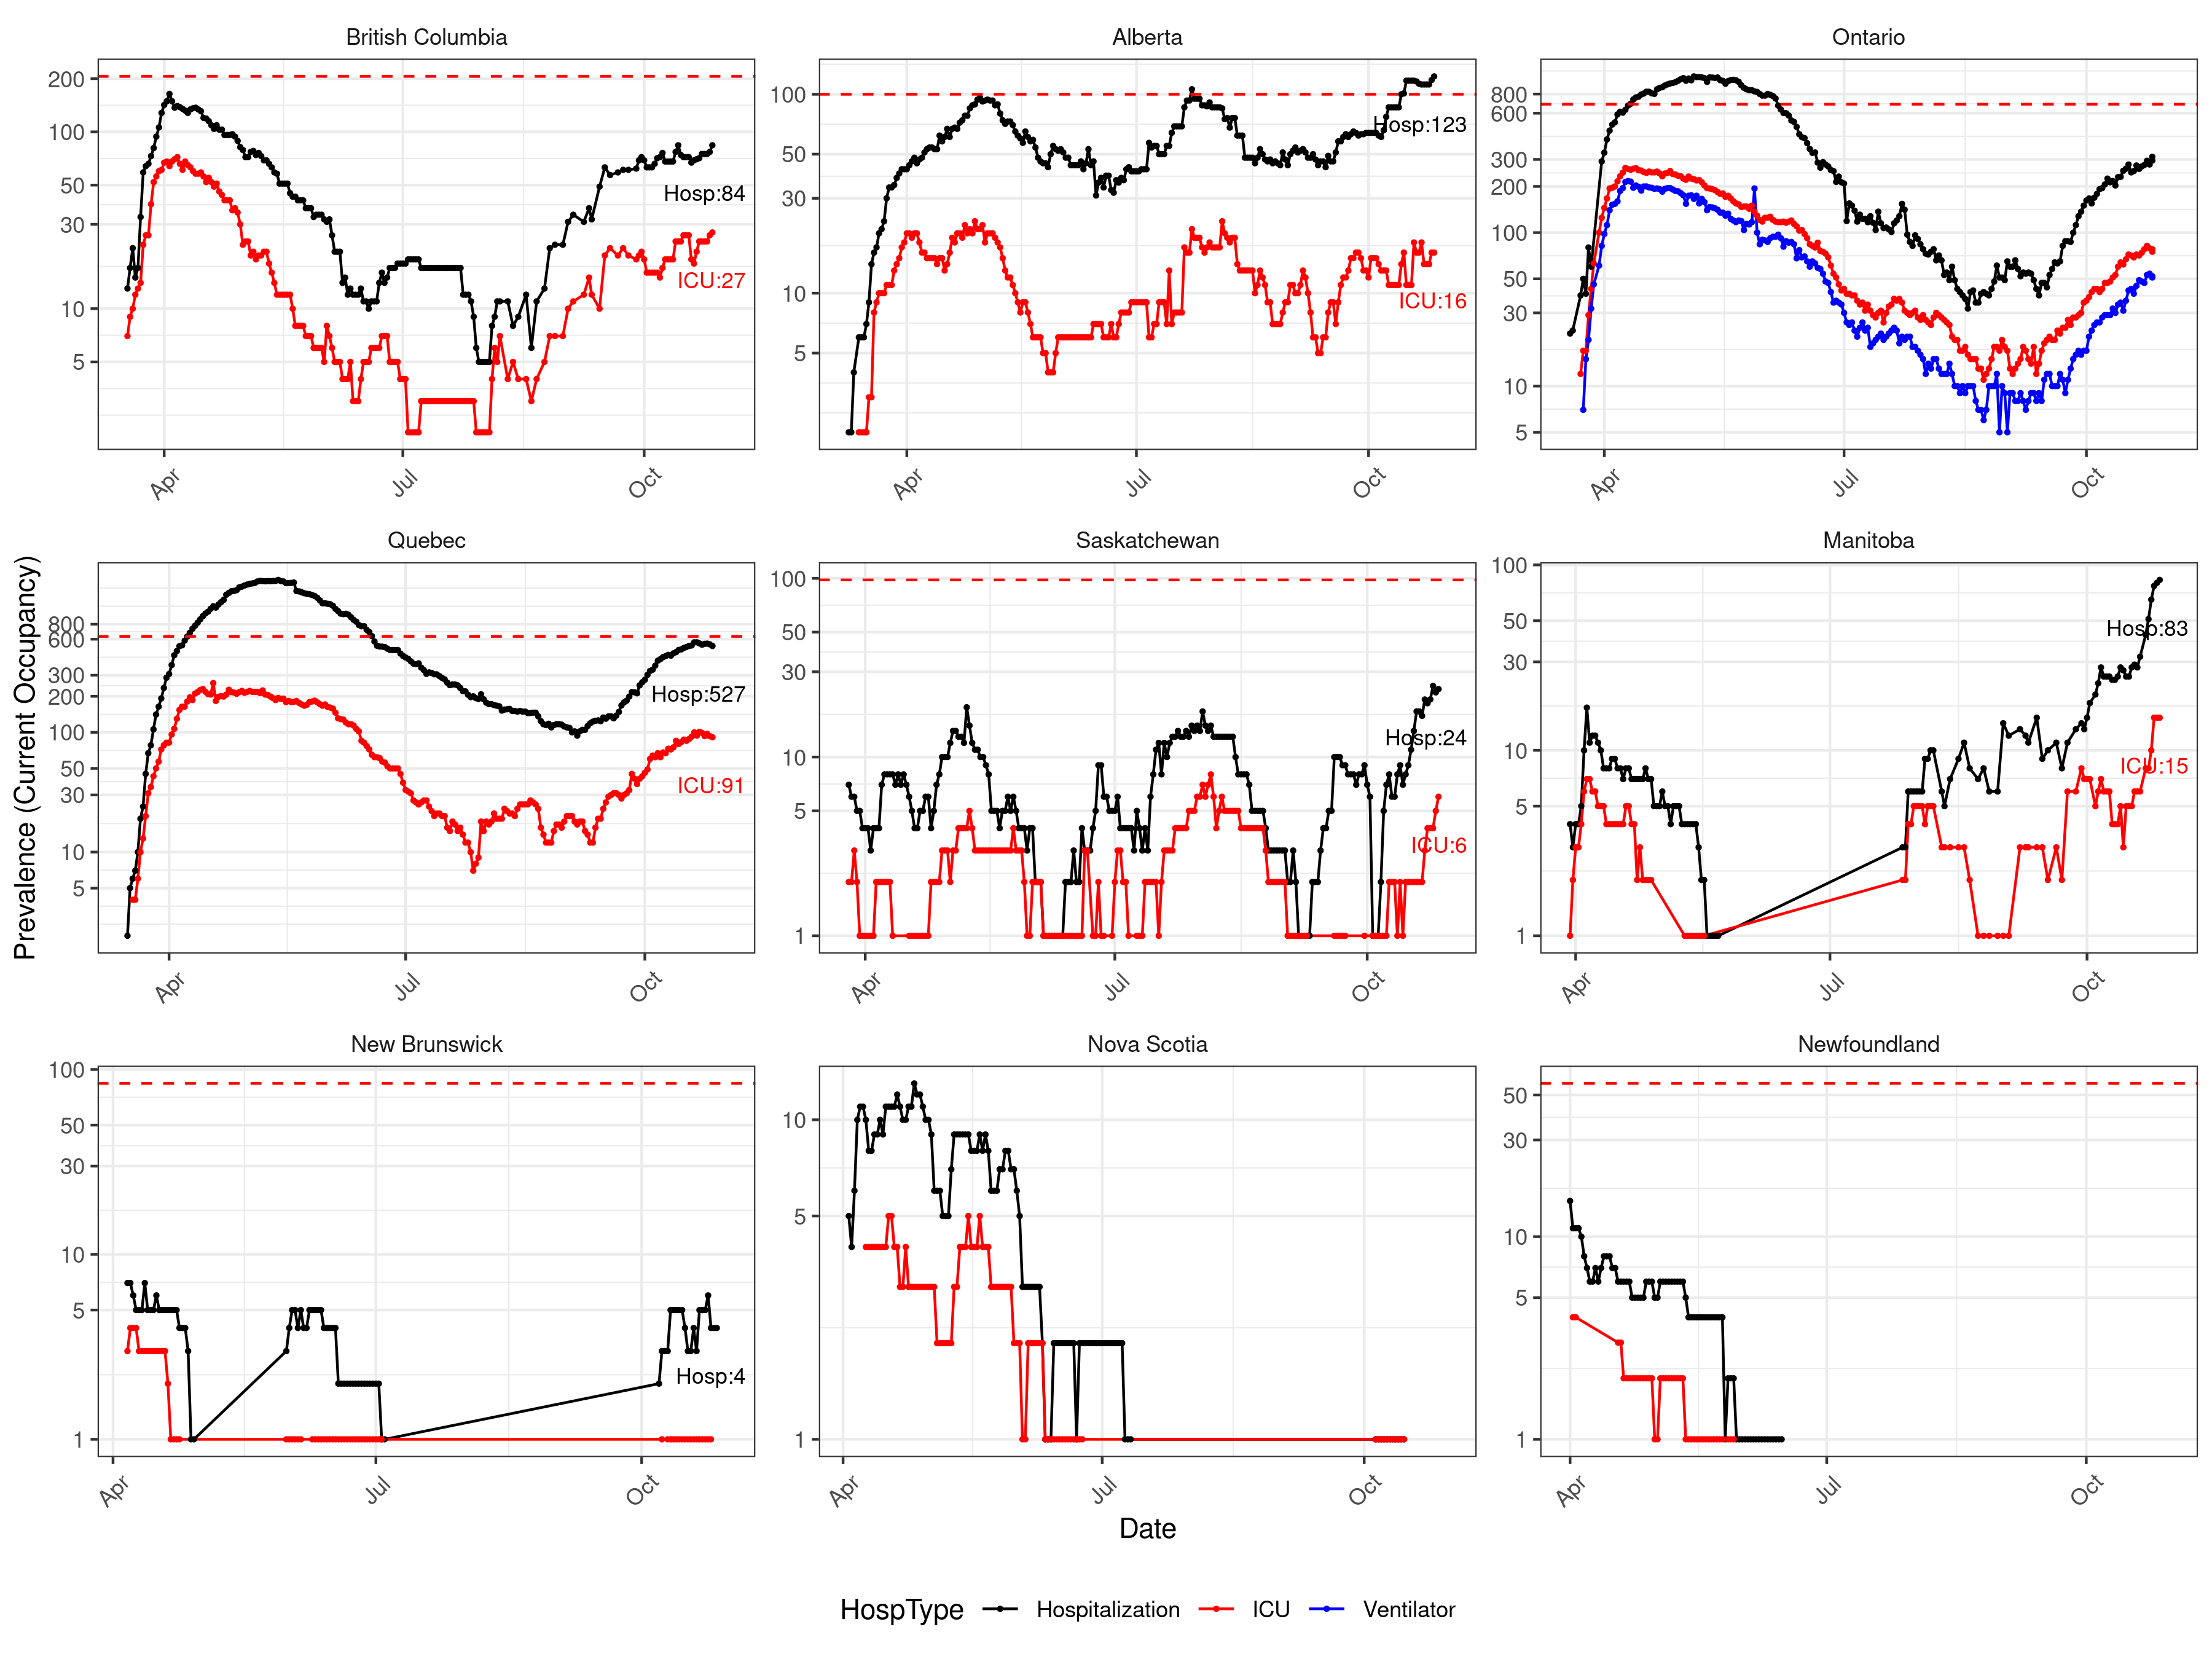 British Columbia
Alberta
Ontario
200
100
50
30
10
5
Hosp:84
ICU:27
Apr
Jul
Oct
100
50
30
10
5
Hosp:123
ICU:16
Apr
Jul
Oct
800
600
300
200
100
50
30
10
5
Apr
Jul
Oct
Prevalence (Current Occupancy)
Quebec
Saskatchewan
Manitoba
800
600
300
200
100
50
30
10
5
Hosp:527
ICU:91
Apr
Jul
Oct
100
50
30
10
5
1
Hosp:24
ICU:6
Apr
Jul
Oct
100
50
30
10
5
1
Hosp:83
ICU:15
Apr
Jul
Oct
New Brunswick
Nova Scotia
Newfoundland
100
50
30
10
5
1
Hosp:4
Apr
Jul
Oct
10
5
1
Apr
Jul
Oct
50
30
10
5
1
Apr
Jul
Oct
Date
HospType Hospitalization ICU Ventilator